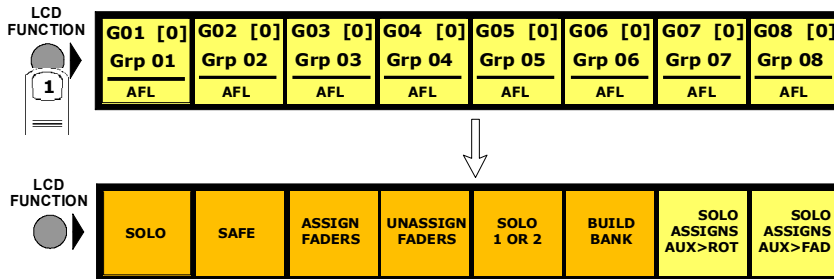 LCD
FUNCTION
1
G01 [0] G02 [0] G03 [0] G04 [0] G05 [0] G06 [0] G07 [0] G08 [0]
Grp 01 Grp 02 Grp 03 Grp 04 Grp 05 Grp 06 Grp 07 Grp 08
AFL AFL AFL AFL AFL AFL AFL AFL
LCD
FUNCTION
SOLO
SAFE
ASSIGN
FADERS
UNASSIGN
FADERS
SOLO
1 OR 2
BUILD
BANK
SOLO
ASSIGNS
AUX>ROT
SOLO
ASSIGNS
AUX>FAD